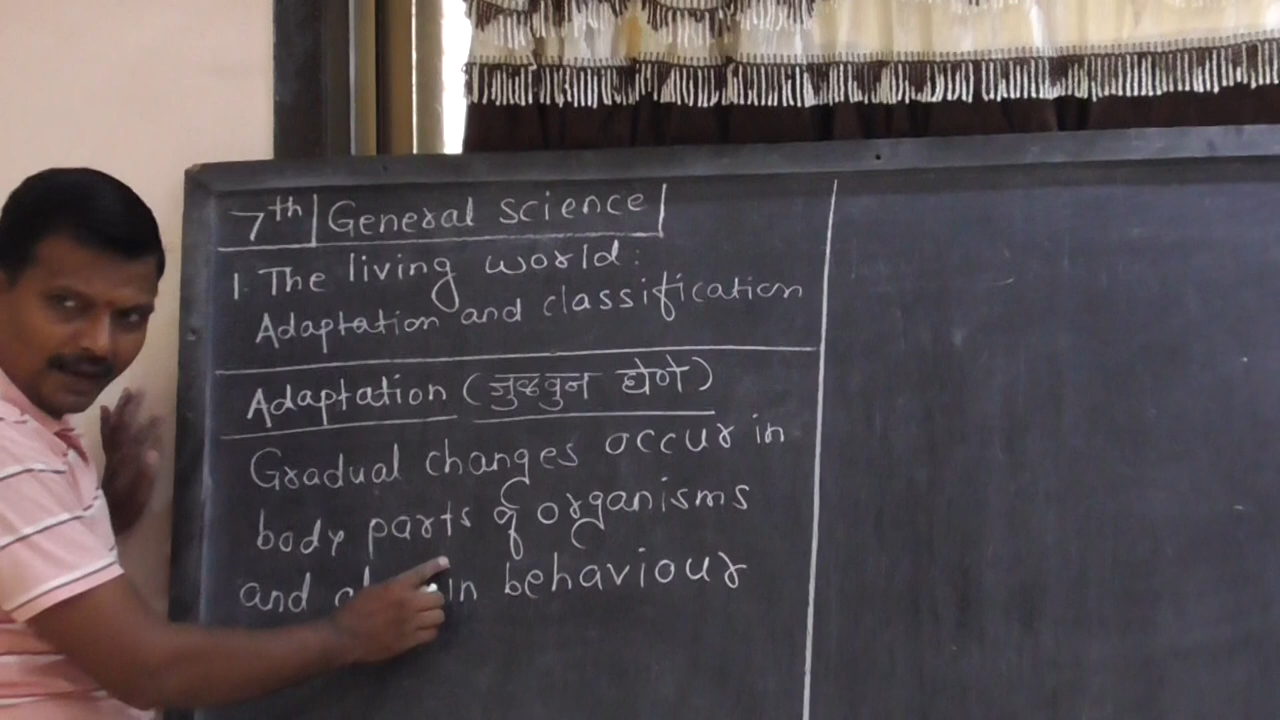 7th General science
1. The living world:
Adaptation and classification
Adaptation (जुळवुन घेणे)
Gradual changes occur in
body parts of organisms
and in behaviour